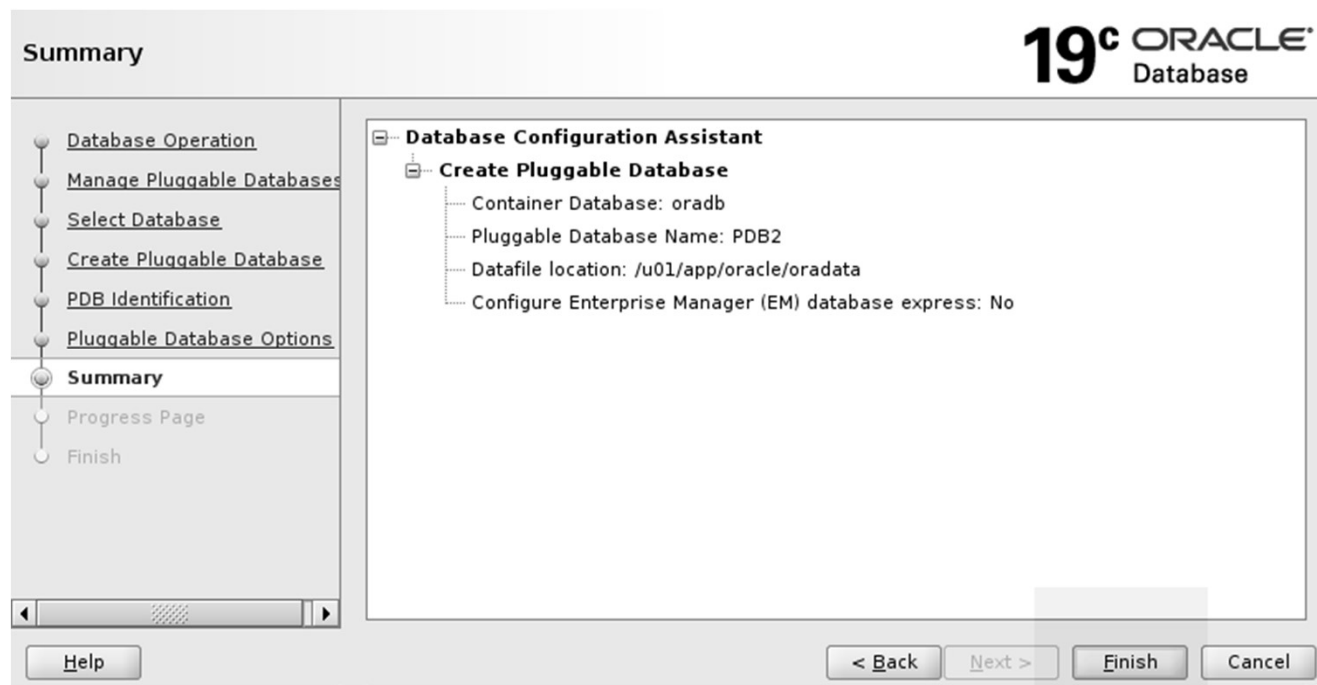 Summary
19c ORACLE
Database
Database Operation
Manage Pluggable Databases
Select Database
Create Pluggable Database
PDB Identification
Pluggable Database Options
Summary
Progress Page
Finish
Database Configuration Assistant
Create Pluggable Database
Container Database: oradb
Pluggable Database Name: PDB2
Datafile location: /u01/app/oracle/oradata
Configure Enterprise Manager (EM) database express: No
Help
< Back
Next >
Finish
Cancel